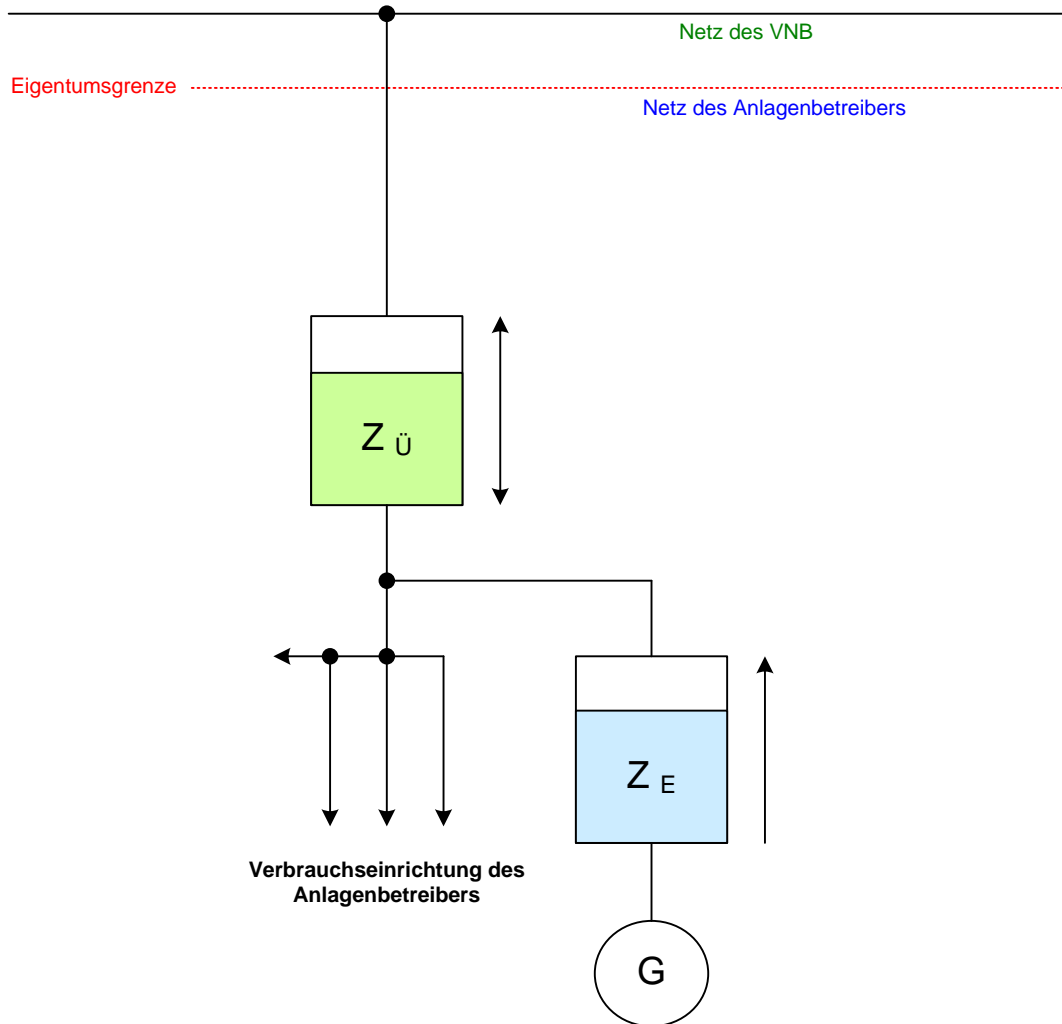 Netz des VNB
Eigentumsgrenze
Netz des Anlagenbetreibers
Z Ü
Z E
Verbrauchseinrichtung des
Anlagenbetreibers
G